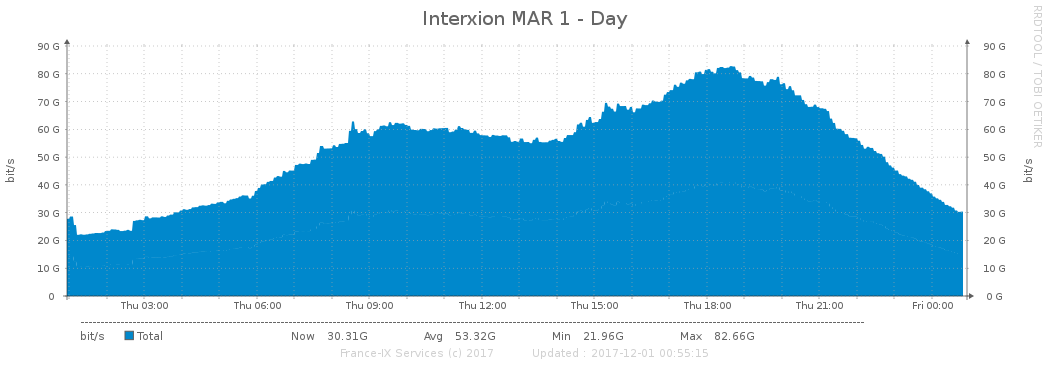 Interxion MAR 1 - Day
RRDTOOL / TOBI OETIKER
90 G 90 G
80 G 80 G
70 G 70 G
60 G 60 G
50 G 50 G
40 G 40 G
30 G 30 G
20 G 20 G
10 G 10 G
0 0 G
bit/s
bit/s
Thu 03:00 Thu 06:00 Thu 09:00 Thu 12:00 Thu 15:00 Thu 18:00 Thu 21:00 Fri 00:00
bit/s Total Now 30.31G Avg 53.32G Min 21.96G Max 82.66G
France-IX Services (c) 2017 Updated : 2017-12-01 00:55:15